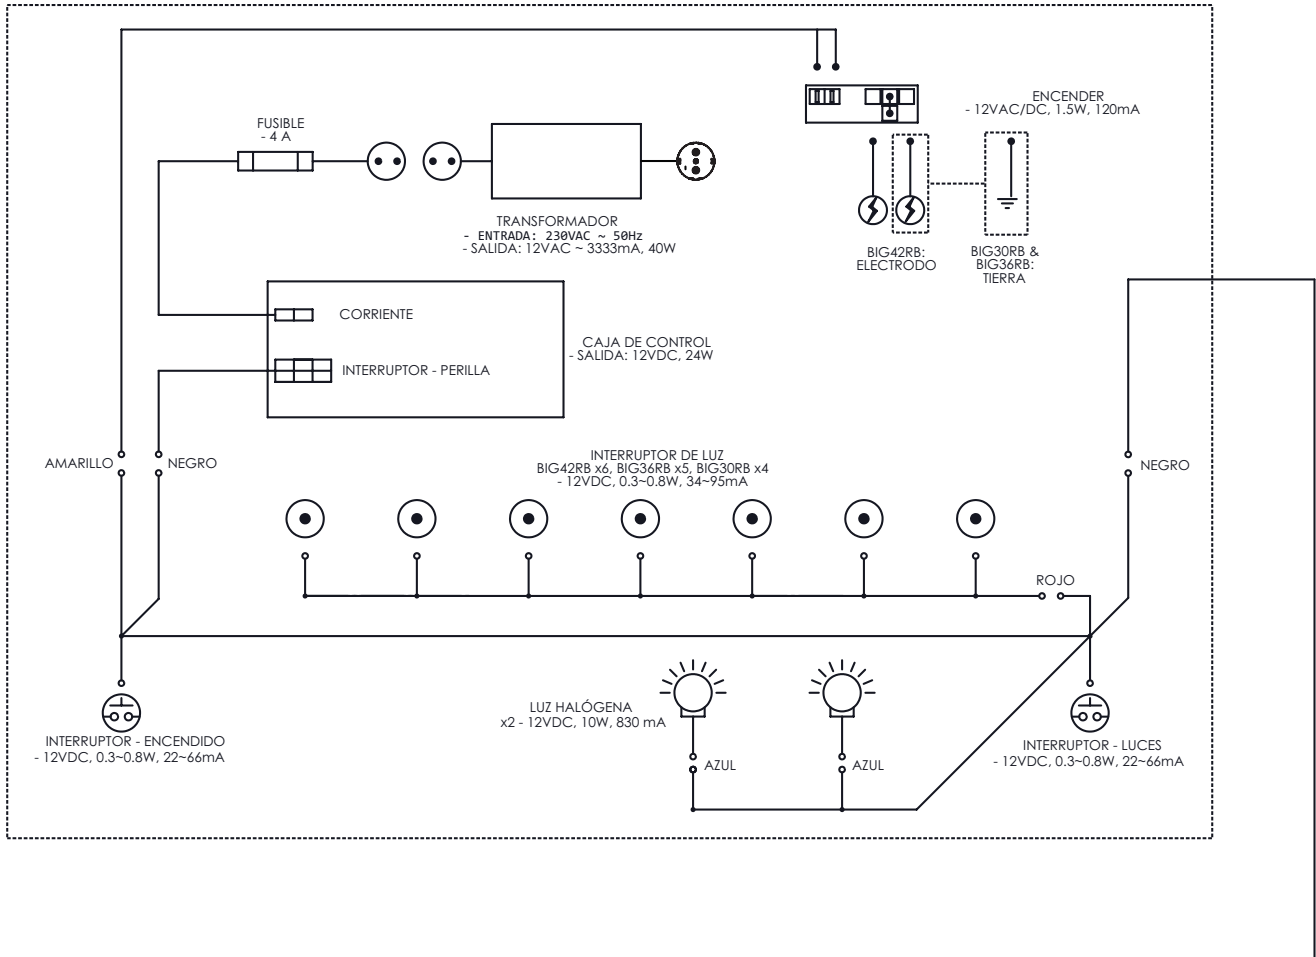 ENCENDER
- 12VAC/DC, 1.5W, 120mA
FUSIBLE
- 4 A
TRANSFORMADOR
- ENTRADA: 230VAC ~ 50Hz
- SALIDA: 12VAC ~ 3333mA, 40W
BIG42RB:
ELECTRODO
BIG30RB &
BIG36RB:
TIERRA
CORRIENTE
CAJA DE CONTROL
- SALIDA: 12VDC, 24W
INTERRUPTOR - PERILLA
AMARILLO
NEGRO
INTERRUPTOR DE LUZ
BIG42RB x6, BIG36RB x5, BIG30RB x4
- 12VDC, 0.3~0.8W, 34~95mA
NEGRO
ROJO
LUZ HALÓGENA
x2 - 12VDC, 10W, 830 mA
INTERRUPTOR - ENCENDIDO
- 12VDC, 0.3~0.8W, 22~66mA
INTERRUPTOR - LUCES
- 12VDC, 0.3~0.8W, 22~66mA
AZUL
AZUL